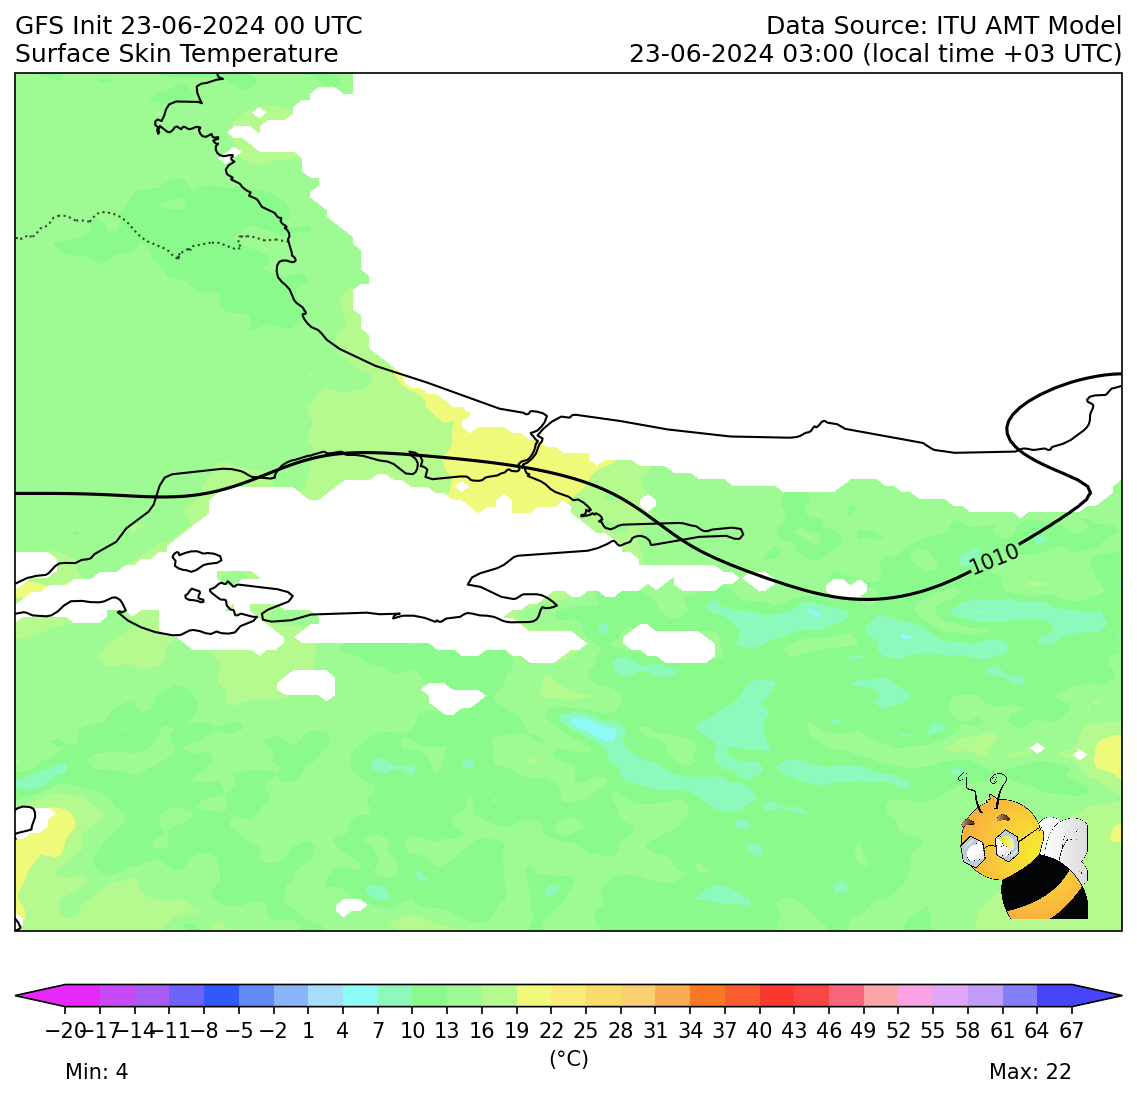 GFS Init 23-06-2024 00 UTC
Data Source: ITU AMT Model
Surface Skin Temperature
23-06-2024 03:00 (local time +03 UTC)
1010
−20 −17 −14 −11 −8 −5 −2 1 4 7 10 13 16 19 22 25 28 31 34 37 40 43 46 49 52 55 58 61 64 67
(°C)
Min: 4
Max: 22